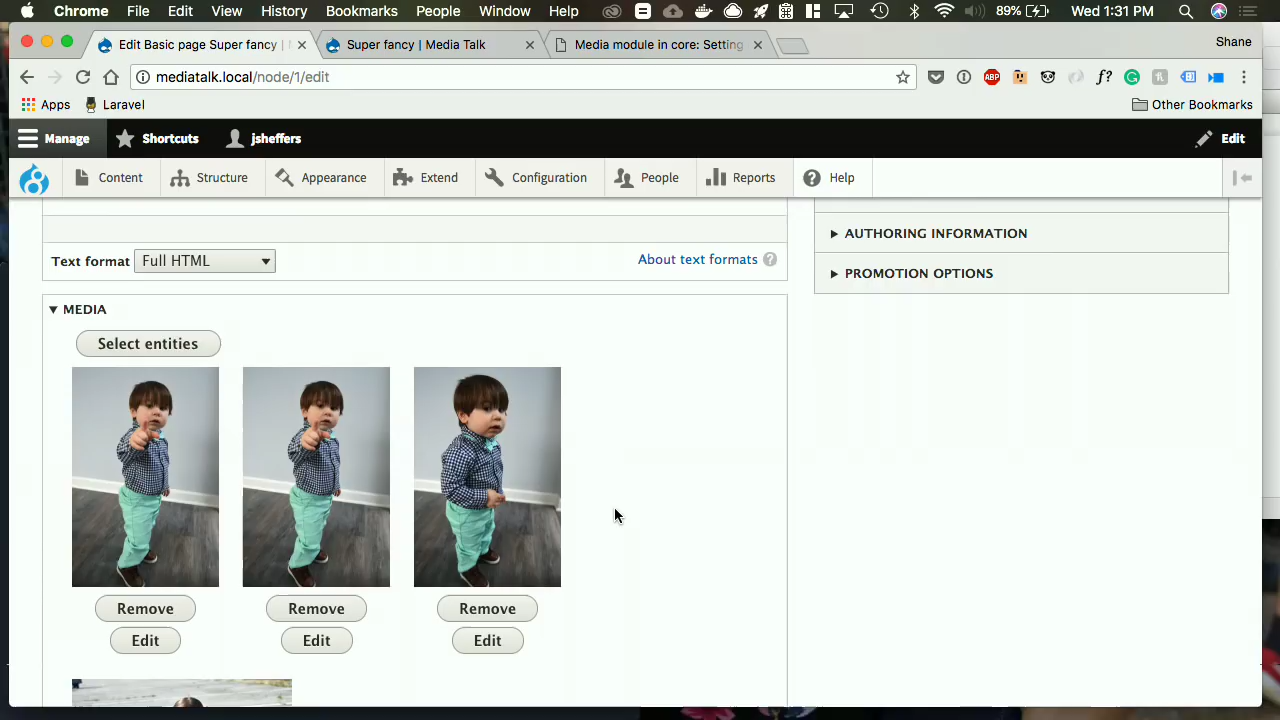 Chrome File Edit View History Bookmarks People Window Help 89% Wed 1:31 PM
Edit Basic page Super fancy | Super fancy | Media Talk Media module in core: Setting Shane
mediatalk.local/node/1/edit ABP f?
Apps Laravel Other Bookmarks
Manage Shortcuts jsheffers Edit
Content Structure Appearance Extend Configuration People Reports Help
AUTHORING INFORMATION
Text format Full HTML About text formats ?
PROMOTION OPTIONS
MEDIA
Select entities
Remove Remove Remove
Edit Edit Edit